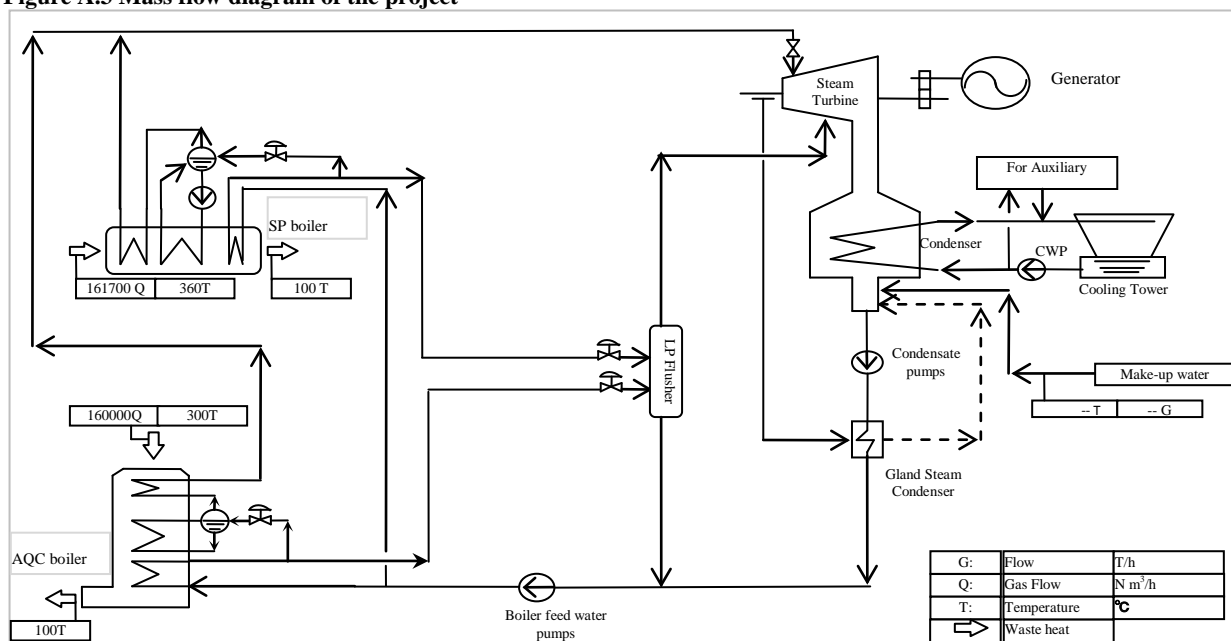 Figure A.3 Mass flow diagram of the project
Steam
Turbine
Generator
For Auxiliary
SP boiler
Condenser
CWP
Cooling Tower
161700 Q
360T
100 T
LP Flusher
Condensate
pumps
Make-up water
-- T
-- G
160000Q
300T
Gland Steam
Condenser
AQC boiler
Boiler feed water
pumps
100T
G: Flow T/h
Q: Gas Flow N m³/h
T: Temperature ℃
Waste heat